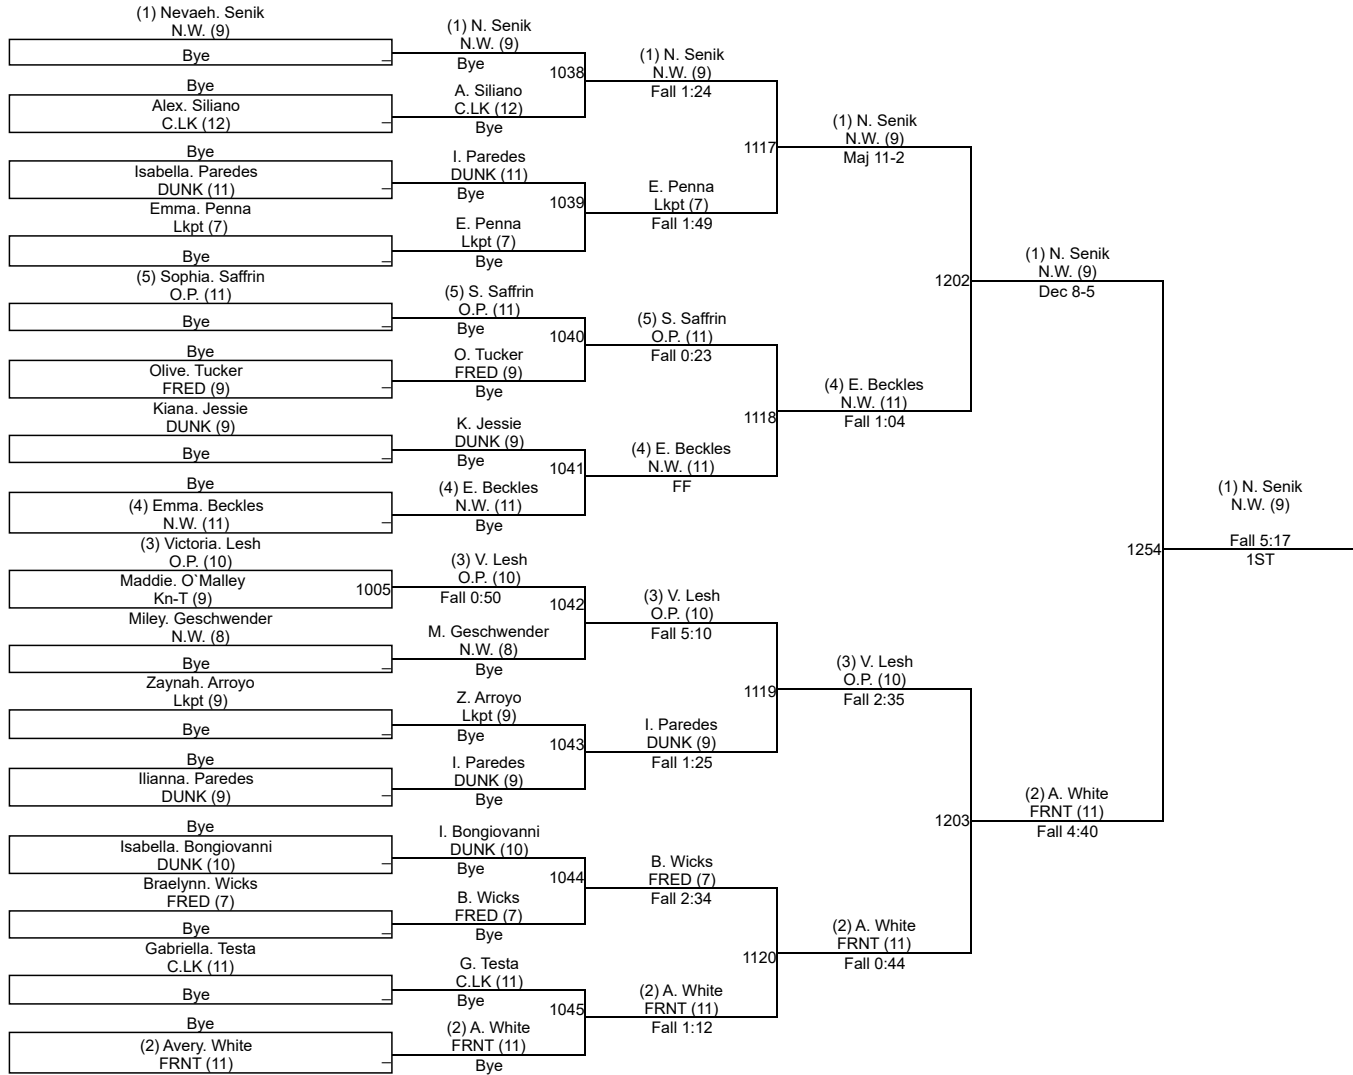 (1) Nevaeh. Senik
N.W. (9)
Bye
_
Bye
Alex. Siliano
C.LK (12)
_
Bye
Isabella. Paredes
DUNK (11)
_
Emma. Penna
Lkpt (7)
Bye
_
(5) Sophia. Saffrin
O.P. (11)
Bye
_
Bye
Olive. Tucker
FRED (9)
_
Kiana. Jessie
DUNK (9)
Bye
_
Bye
(4) Emma. Beckles
N.W. (11)
_
(3) Victoria. Lesh
O.P. (10)
Maddie. O`Malley
Kn-T (9)
1005
Miley. Geschwender
N.W. (8)
Bye
_
Zaynah. Arroyo
Lkpt (9)
Bye
_
Bye
Ilianna. Paredes
DUNK (9)
_
Bye
Isabella. Bongiovanni
DUNK (10)
_
Braelynn. Wicks
FRED (7)
Bye
_
Gabriella. Testa
C.LK (11)
Bye
_
Bye
(2) Avery. White
FRNT (11)
_
(1) N. Senik
N.W. (9)
Bye
1038
A. Siliano
C.LK (12)
Bye
I. Paredes
DUNK (11)
Bye
1039
E. Penna
Lkpt (7)
Bye
(5) S. Saffrin
O.P. (11)
Bye
1040
O. Tucker
FRED (9)
Bye
K. Jessie
DUNK (9)
Bye
1041
(4) E. Beckles
N.W. (11)
Bye
(3) V. Lesh
O.P. (10)
Fall 0:50
1042
M. Geschwender
N.W. (8)
Bye
Z. Arroyo
Lkpt (9)
Bye
1043
I. Paredes
DUNK (9)
Bye
I. Bongiovanni
DUNK (10)
Bye
1044
B. Wicks
FRED (7)
Bye
G. Testa
C.LK (11)
Bye
1045
(2) A. White
FRNT (11)
Bye
(1) N. Senik
N.W. (9)
Fall 1:24
1117
E. Penna
Lkpt (7)
Fall 1:49
(5) S. Saffrin
O.P. (11)
Fall 0:23
1118
(4) E. Beckles
N.W. (11)
FF
(3) V. Lesh
O.P. (10)
Fall 5:10
1119
I. Paredes
DUNK (9)
Fall 1:25
B. Wicks
FRED (7)
Fall 2:34
1120
(2) A. White
FRNT (11)
Fall 1:12
(1) N. Senik
N.W. (9)
Maj 11-2
1202
(4) E. Beckles
N.W. (11)
Fall 1:04
(3) V. Lesh
O.P. (10)
Fall 2:35
1203
(2) A. White
FRNT (11)
Fall 0:44
(1) N. Senik
N.W. (9)
Dec 8-5
1254
(2) A. White
FRNT (11)
Fall 4:40
(1) N. Senik
N.W. (9)
Fall 5:17
1ST